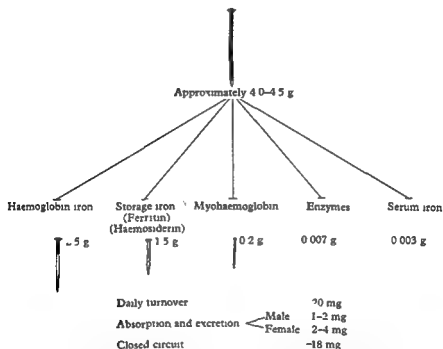 Approximately 4 0–4 5 g
Haemoglobin iron Storage iron Myohaemoglobin Enzymes Serum iron
(Ferritin)
(Haemosiderin)
5 g 1 5 g 0 2 g 0 007 g 0 003 g
Daily turnover 20 mg
Absorption and excretion Male 1–2 mg
Female 2–4 mg
Closed circuit 18 mg